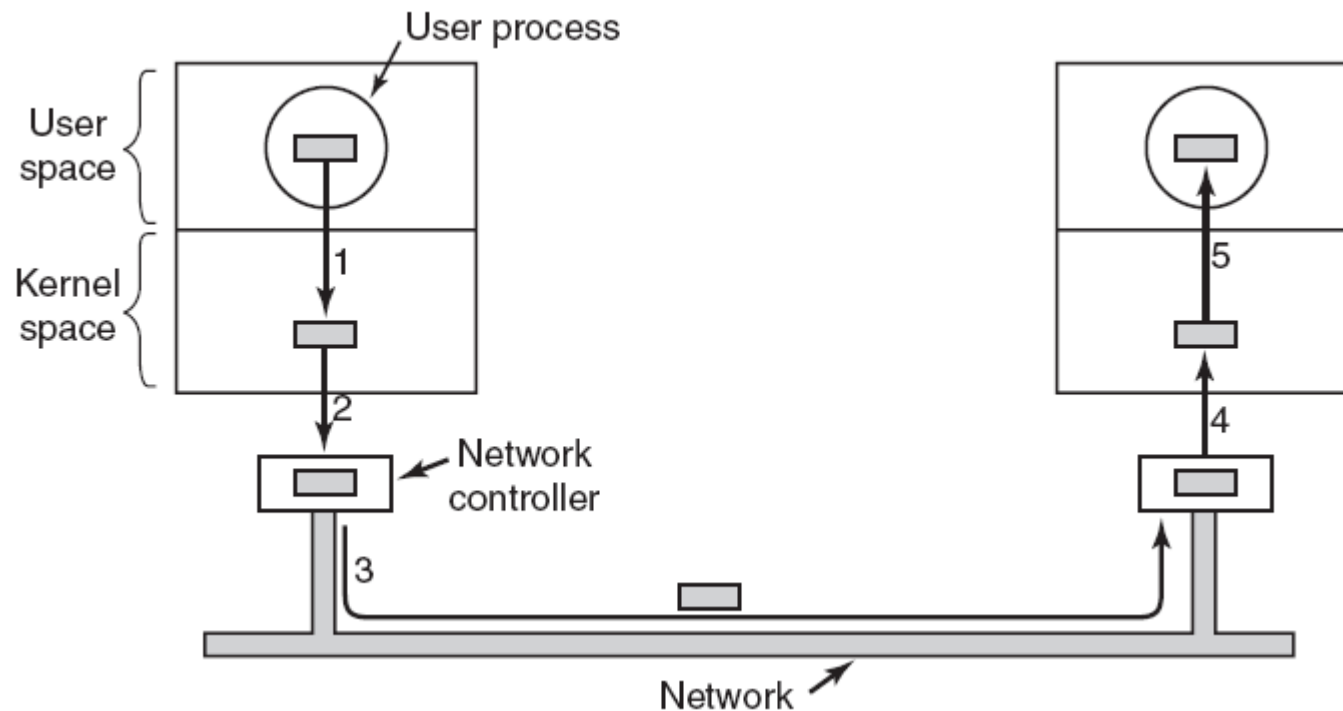 User process
User
space
1
5
Kernel
space
2
4
Network
controller
3
Network